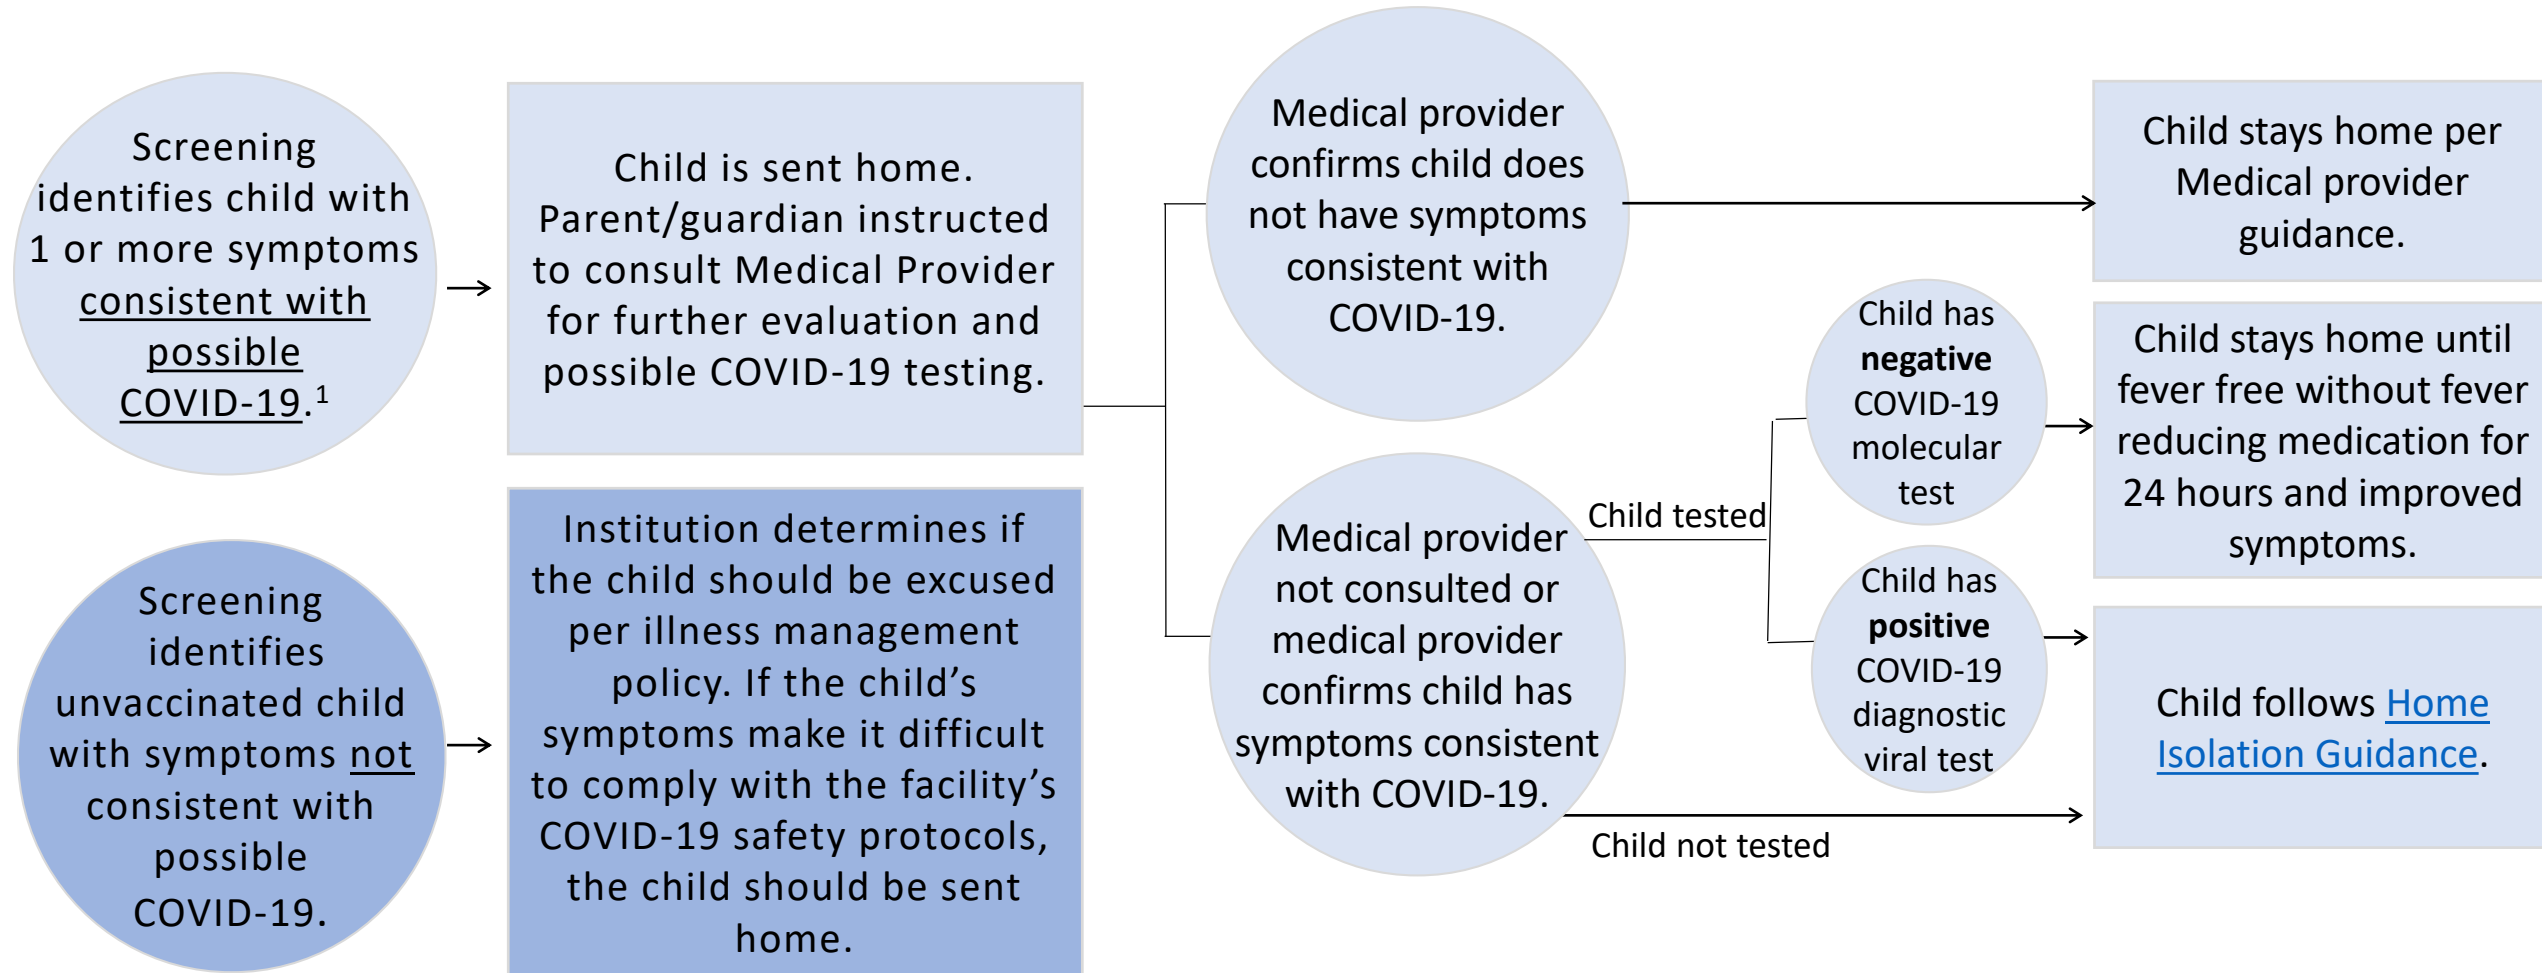 Screening
identifies child with
1 or more symptoms
consistent with
possible
COVID-19.¹
Child is sent home.
Parent/guardian instructed
to consult Medical Provider
for further evaluation and
possible COVID-19 testing.
Medical provider
confirms child does
not have symptoms
consistent with
COVID-19.
Child stays home per
Medical provider
guidance.
Medical provider
not consulted or
medical provider
confirms child has
symptoms consistent
with COVID-19.
Child tested
Child has
negative
COVID-19
molecular
test
Child stays home until
fever free without fever
reducing medication for
24 hours and improved
symptoms.
Child has
positive
COVID-19
diagnostic
viral test
Child not tested
Child follows Home
Isolation Guidance.
Screening
identifies
unvaccinated child
with symptoms not
consistent with
possible
COVID-19.
Institution determines if
the child should be excused
per illness management
policy. If the child’s
symptoms make it difficult
to comply with the facility’s
COVID-19 safety protocols,
the child should be sent
home.